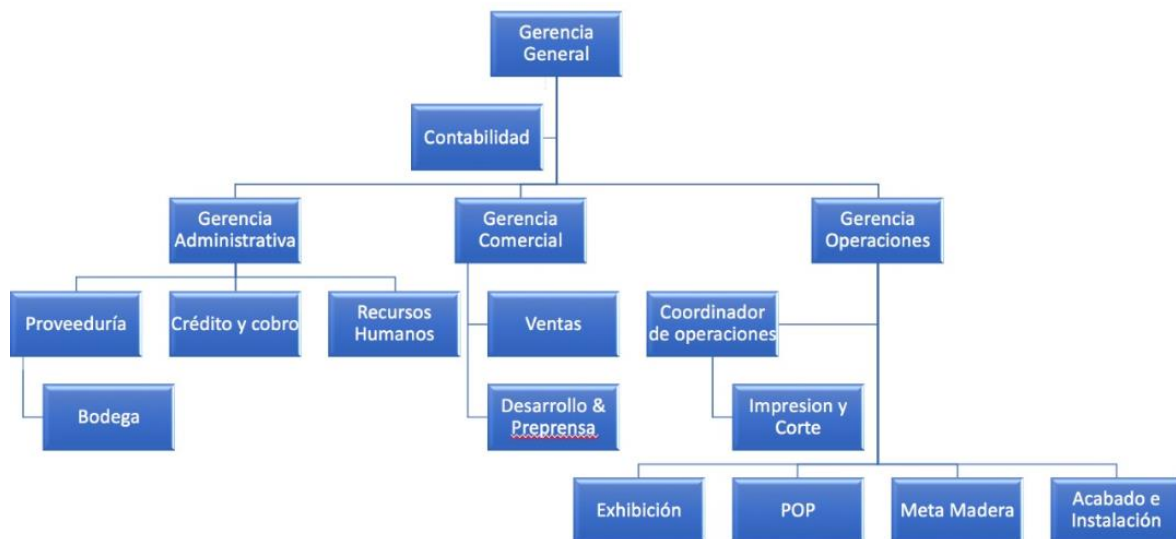 Gerencia
General
Contabilidad
Gerencia
Administrativa
Gerencia
Comercial
Gerencia
Operaciones
Proveeduría
Crédito y cobro
Recursos
Humanos
Ventas
Coordinador
de operaciones
Bodega
Desarrollo &
Preprensa
Impresion y
Corte
Exhibición
POP
Meta Madera
Acabado e
Instalación